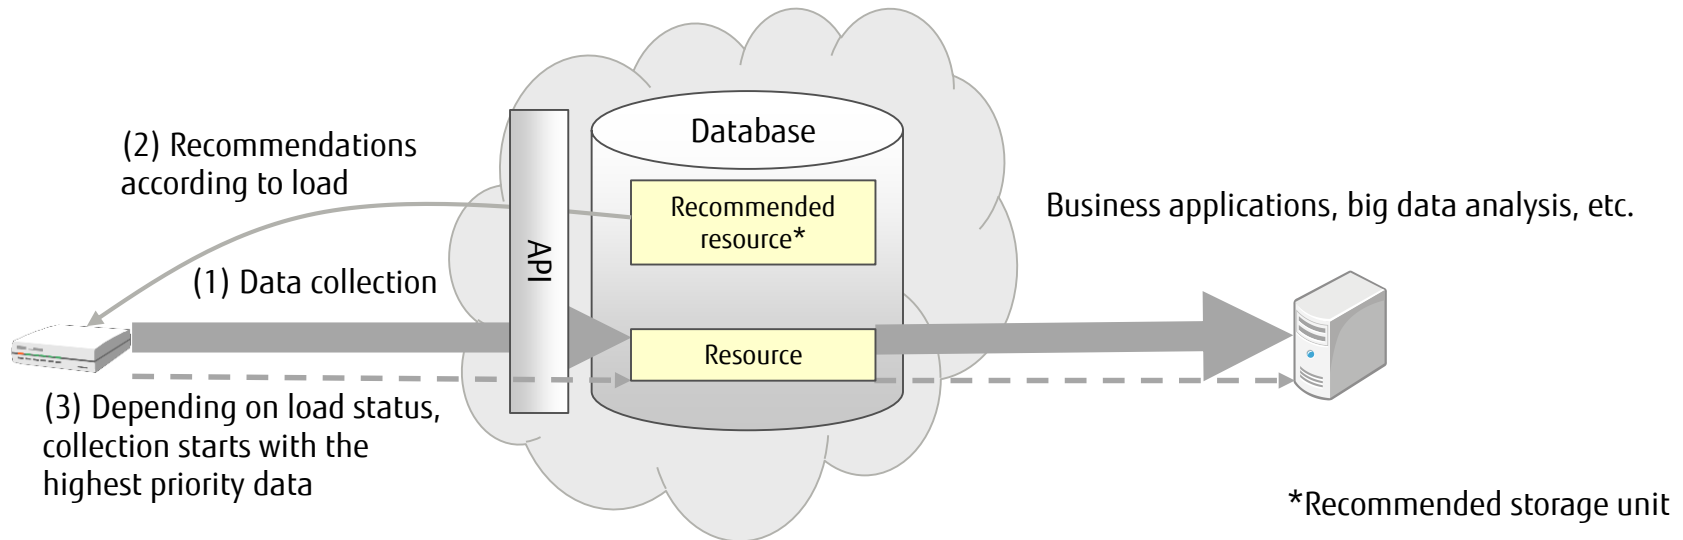 Database
(2) Recommendations
according to load
Recommended
resource*
Business applications, big data analysis, etc.
API
(1) Data collection
Resource
(3) Depending on load status,
collection starts with the
highest priority data
*Recommended storage unit